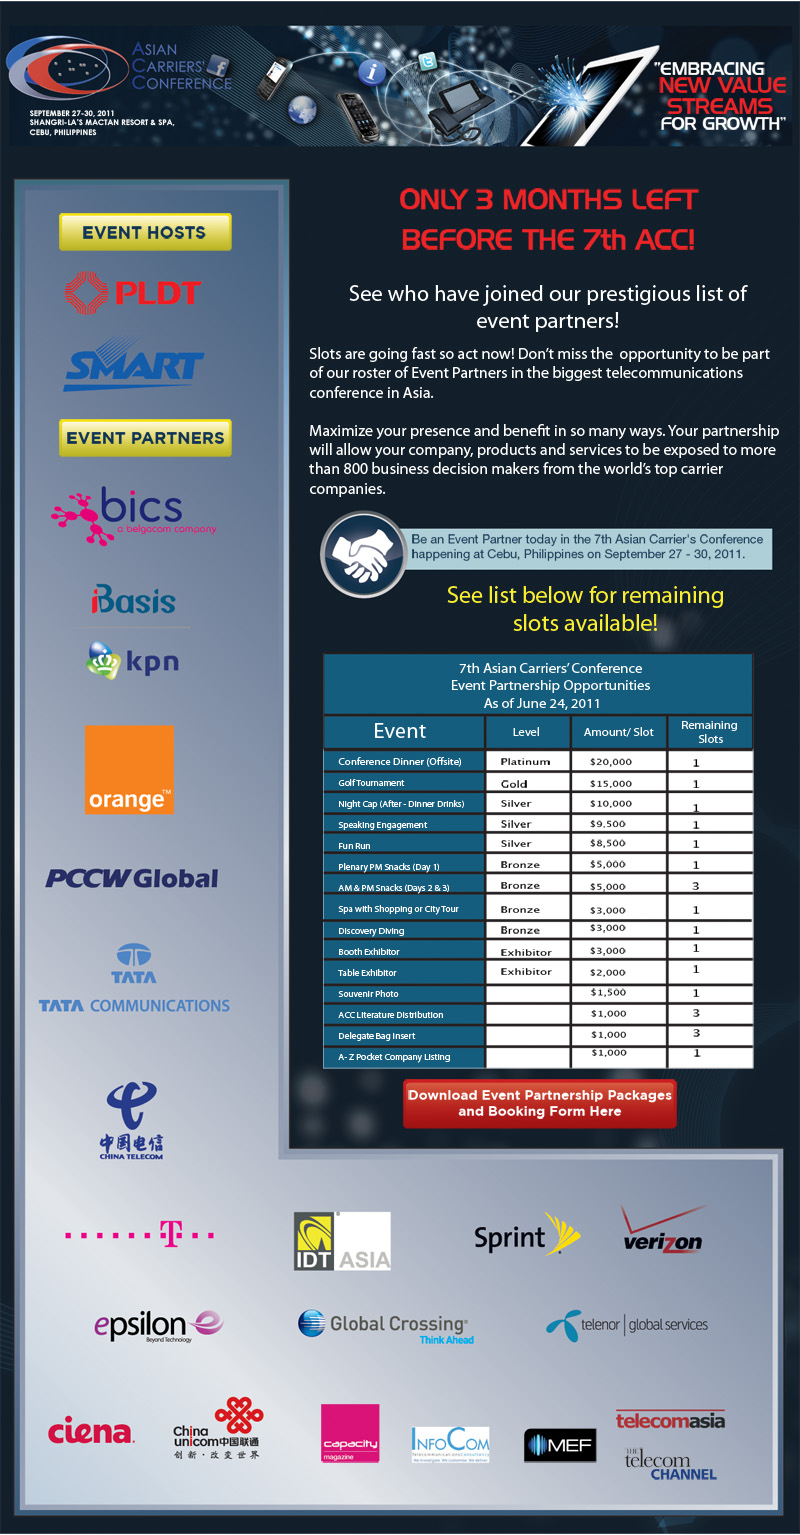 ASIAN
CARRIERS'
CONFERENCE
SEPTEMBER 27-30, 2011
SHANGRI-LA'S MACTAN RESORT & SPA,
CEBU, PHILIPPINES
"EMBRACING
NEW VALUE
STREAMS
FOR GROWTH"
ONLY 3 MONTHS LEFT
BEFORE THE 7th ACC!
See who have joined our prestigious list of
event partners!
Slots are going fast so act now! Don't miss the opportunity to be part
of our roster of Event Partners in the biggest telecommunications
conference in Asia.
Maximize your presence and benefit in so many ways. Your partnership
will allow your company, products and services to be exposed to more
than 800 business decision makers from the world's top carrier
companies.
Be an Event Partner today in the 7th Asian Carrier's Conference
happening at Cebu, Philippines on September 27 - 30, 2011.
See list below for remaining
slots available!
7th Asian Carriers' Conference
Event Partnership Opportunities
As of June 24, 2011
Event Level Amount/ Slot Remaining Slots
Conference Dinner (Offsite) Platinum $20,000 1
Golf Tournament Gold $15,000 1
Night Cap (After - Dinner Drinks) Silver $10,000 1
Speaking Engagement Silver $9,500 1
Fun Run Silver $8,500 1
Plenary PM Snacks (Day 1) Bronze $5,000 1
AM & PM Snacks (Days 2 & 3) Bronze $5,000 3
Spa with Shopping or City Tour Bronze $3,000 1
Discovery Diving Bronze $3,000 1
Booth Exhibitor Exhibitor $3,000 1
Table Exhibitor Exhibitor $2,000 1
Souvenir Photo $1,500 1
ACC Literature Distribution $1,000 3
Delegate Bag Insert $1,000 3
A- Z Pocket Company Listing $1,000 1
Download Event Partnership Packages
and Booking Form Here
EVENT HOSTS
PLDT
SMART
EVENT PARTNERS
bics
a belgacom company
iBasis
kpn
orange™
PCCW Global
TATA
TATA COMMUNICATIONS
中国电信
CHINA TELECOM
T
IDT ASIA
Sprint
verizon
epsilon
Beyond Technology
Global Crossing®
Think Ahead
telenor | global services
ciena
China
unicom中国联通
创新·改变世界
capacity
magazine
INFOCOM
MEF
telecomasia
THE
telecom
CHANNEL